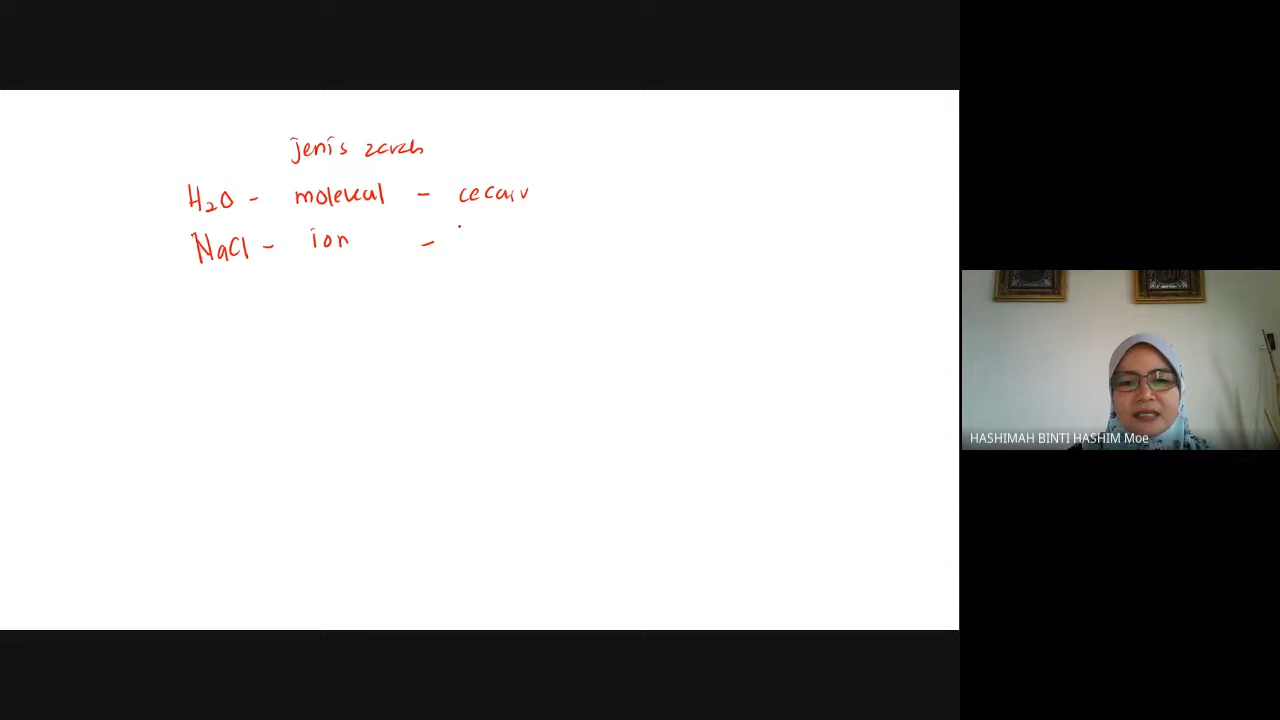 jenis zarah
H₂O - molekul - cecair
NaCl - ion -
HASHIMAH BINTI HASHIM Moe